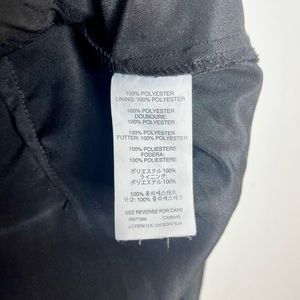 100% POLYESTER
LINING: 100% POLYESTER
100% POLYESTER
DOUBOURE:
100% POLYESTER
100% POLYESTER
FUTTER: 100% POLYESTER
100% POLIESTERE
FODERA:
100% POLIESTERE
ポリエステル 100%
ライニング:
ポリエステル 100%
100% 폴리에스테르
안감: 100% 폴리에스테르
SEE REVERSE FOR CARE
J.CREW U.K. Ltd